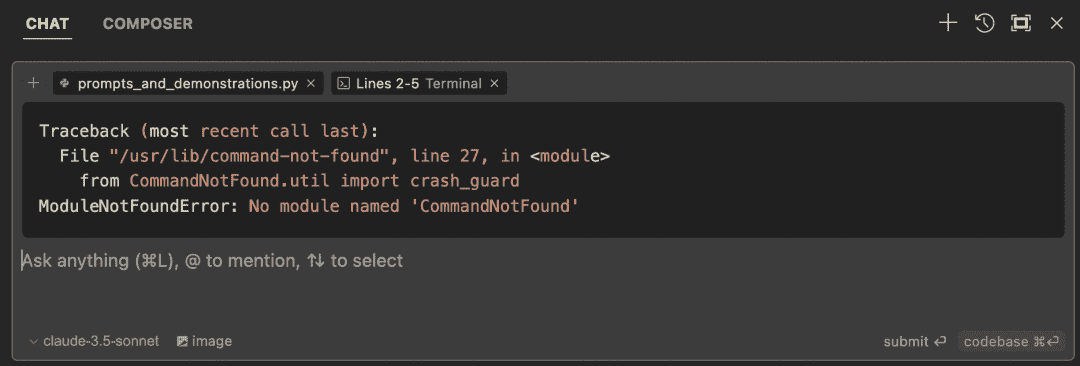 CHAT COMPOSER
prompts_and_demonstrations.py Lines 2-5 Terminal
Traceback (most recent call last):
  File "/usr/lib/command-not-found", line 27, in <module>
    from CommandNotFound.util import crash_guard
ModuleNotFoundError: No module named 'CommandNotFound'
Ask anything (⌘L), @ to mention, ↑↓ to select
claude-3.5-sonnet image submit ⏎ codebase ⌘⏎